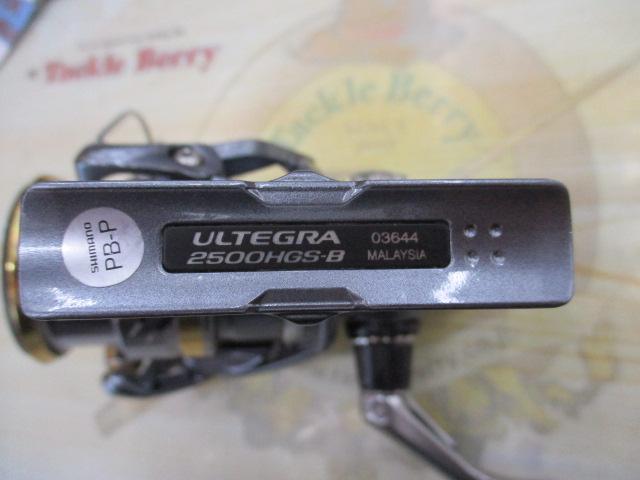 Tackle Berry
Tackle Berry
SHIMANO
PB-P
ULTEGRA
2500HGS-B
03644
MALAYSIA